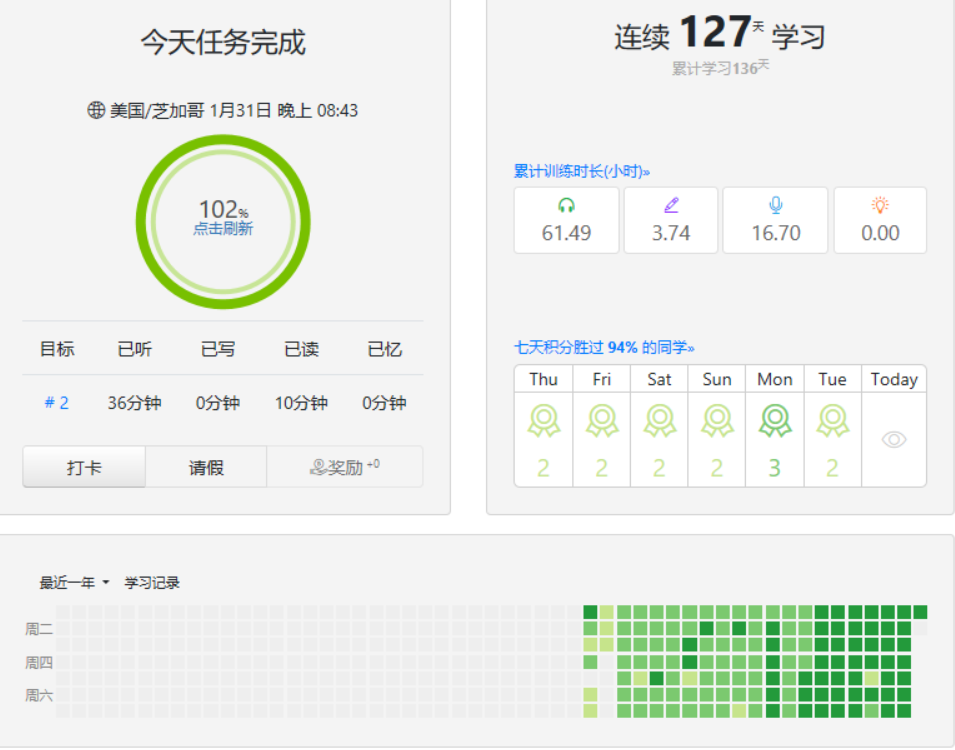 今天任务完成
美国/芝加哥 1月31日 晚上 08:43
102%
点击刷新
目标 已听 已写 已读 已忆
# 2 36分钟 0分钟 10分钟 0分钟
打卡 请假 奖励 +0
连续 127天 学习
累计学习136天
累计训练时长(小时)»
61.49 3.74 16.70 0.00
七天积分胜过 94% 的同学»
Thu Fri Sat Sun Mon Tue Today
2 2 2 2 3 2
最近一年 学习记录
周二
周四
周六